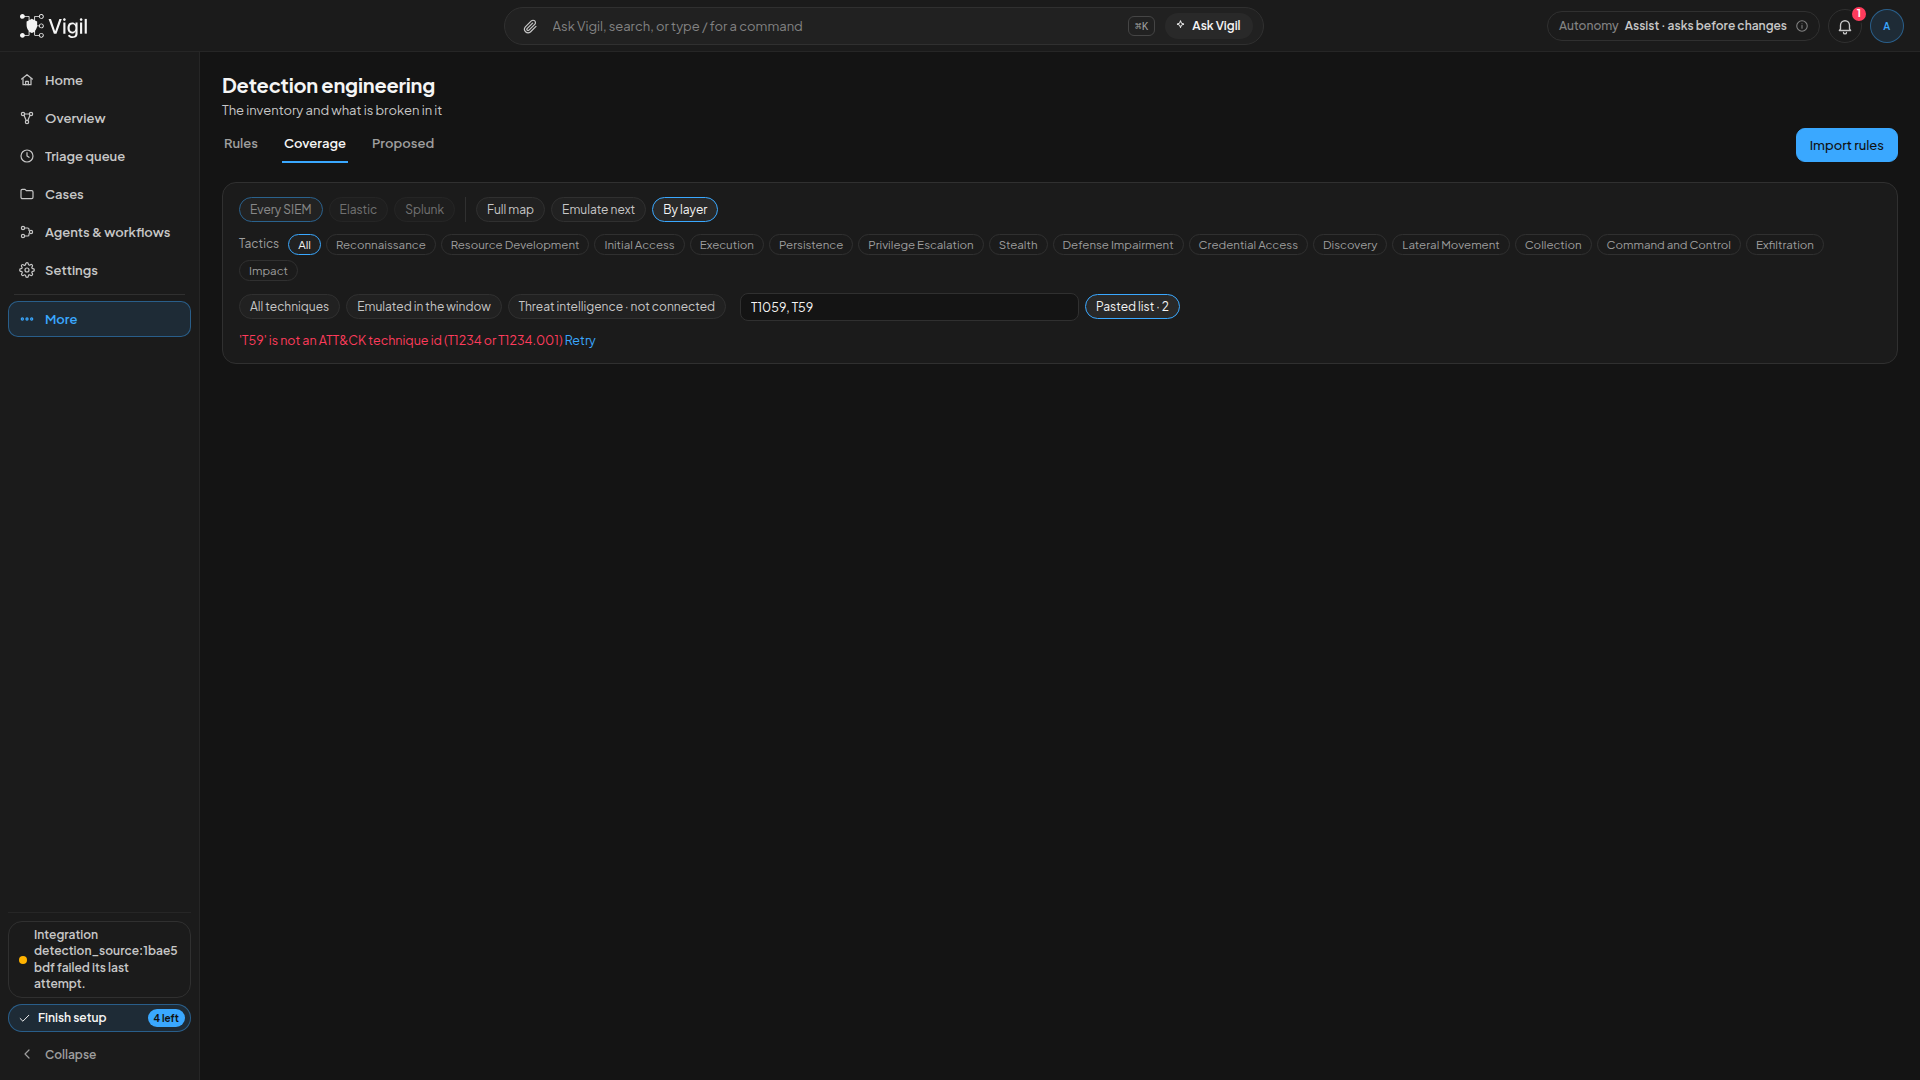 Vigil
Ask Vigil, search, or type / for a command
⌘K
Ask Vigil
Autonomy Assist · asks before changes
1
A
Home
Overview
Triage queue
Cases
Agents & workflows
Settings
More
Detection engineering
The inventory and what is broken in it
Rules Coverage Proposed
Import rules
Every SIEM Elastic Splunk Full map Emulate next By layer
Tactics All Reconnaissance Resource Development Initial Access Execution Persistence Privilege Escalation Stealth Defense Impairment Credential Access Discovery Lateral Movement Collection Command and Control Exfiltration
Impact
All techniques Emulated in the window Threat intelligence · not connected T1059, T59 Pasted list · 2
'T59' is not an ATT&CK technique id (T1234 or T1234.001) Retry
Integration
detection_source:1bae5
bdf failed its last
attempt.
Finish setup 4 left
Collapse